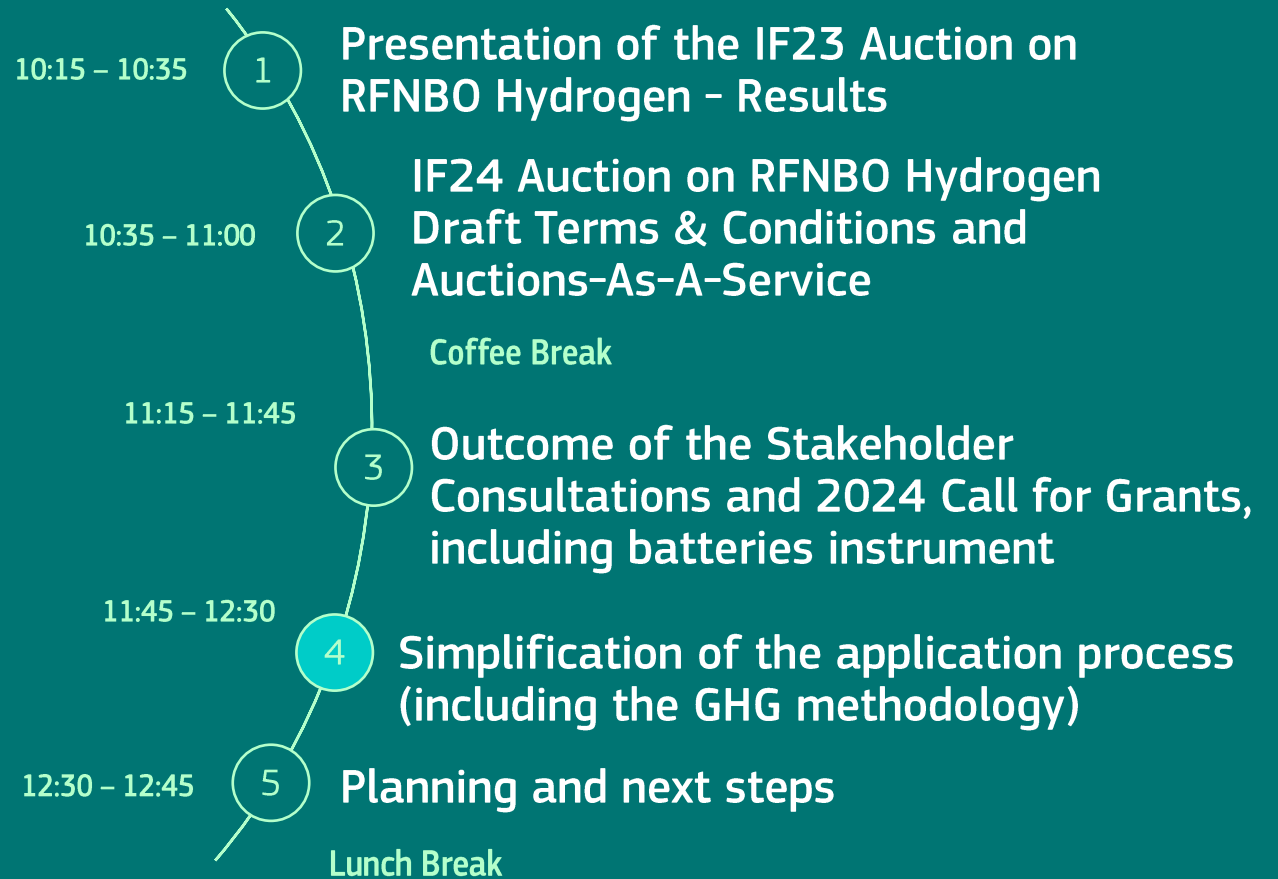 10:15 – 10:35
1
Presentation of the IF23 Auction on
RFNBO Hydrogen - Results
10:35 – 11:00
2
IF24 Auction on RFNBO Hydrogen
Draft Terms & Conditions and
Auctions-As-A-Service
Coffee Break
11:15 – 11:45
3
Outcome of the Stakeholder
Consultations and 2024 Call for Grants,
including batteries instrument
11:45 – 12:30
4
Simplification of the application process
(including the GHG methodology)
12:30 – 12:45
5
Planning and next steps
Lunch Break